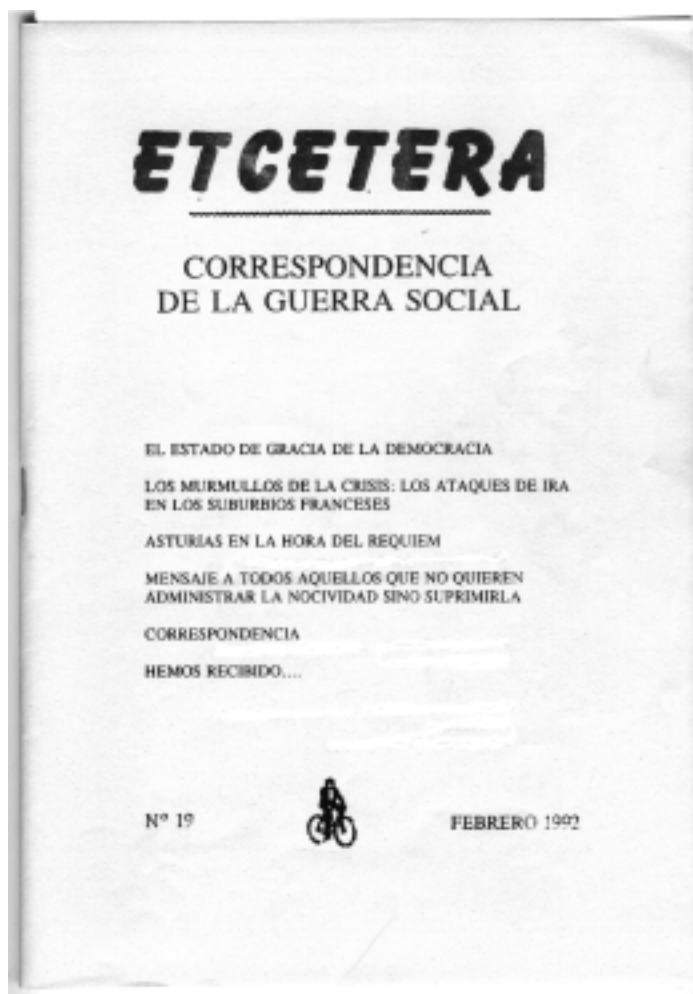 ETCETERA
CORRESPONDENCIA
DE LA GUERRA SOCIAL
EL ESTADO DE GRACIA DE LA DEMOCRACIA
LOS MURMULLOS DE LA CRISIS: LOS ATAQUES DE IRA
EN LOS SUBURBIOS FRANCESES
ASTURIAS EN LA HORA DEL REQUIEM
MENSAJE A TODOS AQUELLOS QUE NO QUIEREN
ADMINISTRAR LA NOCIVIDAD SINO SUPRIMIRLA
CORRESPONDENCIA
HEMOS RECIBIDO....
Nº 19
FEBRERO 1992